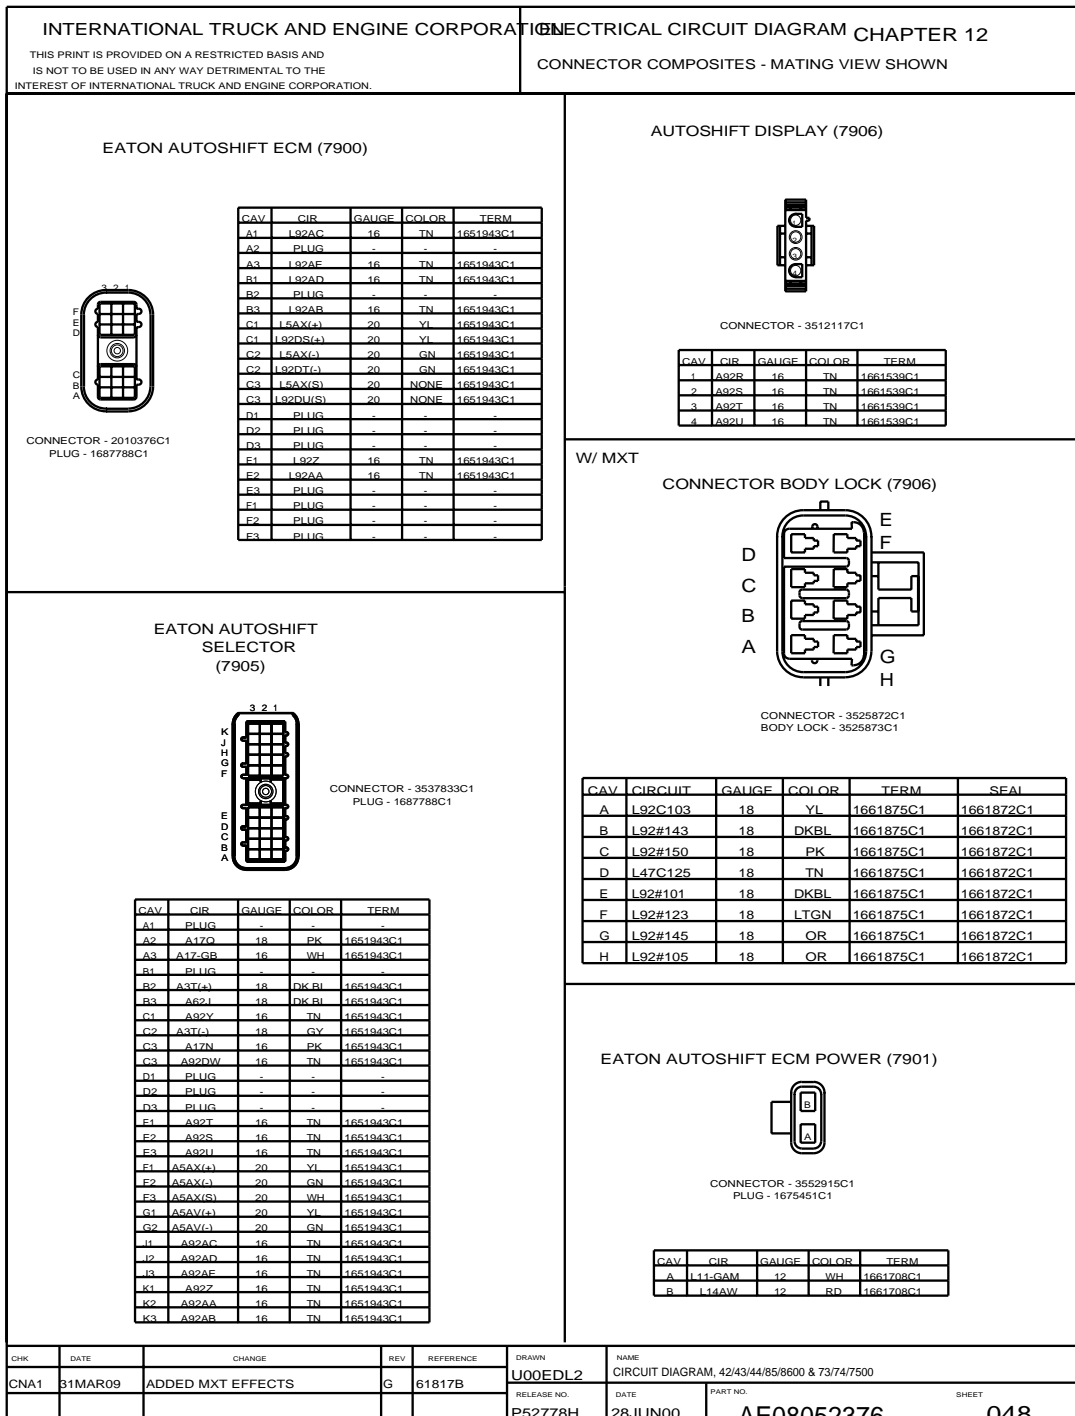 INTERNATIONAL TRUCK AND ENGINE CORPORATION
THIS PRINT IS PROVIDED ON A RESTRICTED BASIS AND
IS NOT TO BE USED IN ANY WAY DETRIMENTAL TO THE
INTEREST OF INTERNATIONAL TRUCK AND ENGINE CORPORATION.
ELECTRICAL CIRCUIT DIAGRAM CHAPTER 12
CONNECTOR COMPOSITES - MATING VIEW SHOWN
EATON AUTOSHIFT ECM (7900)
3 2 1
F
E
D
C
B
A
CONNECTOR - 2010376C1
PLUG - 1687788C1
CAV CIR GAUGE COLOR TERM
A1 L92AC 16 TN 1651943C1
A2 PLUG - - -
A3 L92AE 16 TN 1651943C1
B1 L92AD 16 TN 1651943C1
B2 PLUG - - -
B3 L92AB 16 TN 1651943C1
C1 L5AX(+) 20 YL 1651943C1
C1 L92DS(+) 20 YL 1651943C1
C2 L5AX(-) 20 GN 1651943C1
C2 L92DT(-) 20 GN 1651943C1
C3 L5AX(S) 20 NONE 1651943C1
C3 L92DU(S) 20 NONE 1651943C1
D1 PLUG - - -
D2 PLUG - - -
D3 PLUG - - -
E1 L92Z 16 TN 1651943C1
E2 L92AA 16 TN 1651943C1
E3 PLUG - - -
F1 PLUG - - -
F2 PLUG - - -
F3 PLUG - - -
AUTOSHIFT DISPLAY (7906)
1
2
3
4
CONNECTOR - 3512117C1
CAV CIR GAUGE COLOR TERM
1 A92R 16 TN 1661539C1
2 A92S 16 TN 1661539C1
3 A92T 16 TN 1661539C1
4 A92U 16 TN 1661539C1
W/ MXT
CONNECTOR BODY LOCK (7906)
E
F
D
C
B
A
G
H
CONNECTOR - 3525872C1
BODY LOCK - 3525873C1
CAV CIRCUIT GAUGE COLOR TERM SEAL
A L92C103 18 YL 1661875C1 1661872C1
B L92#143 18 DKBL 1661875C1 1661872C1
C L92#150 18 PK 1661875C1 1661872C1
D L47C125 18 TN 1661875C1 1661872C1
E L92#101 18 DKBL 1661875C1 1661872C1
F L92#123 18 LTGN 1661875C1 1661872C1
G L92#145 18 OR 1661875C1 1661872C1
H L92#105 18 OR 1661875C1 1661872C1
EATON AUTOSHIFT
SELECTOR
(7905)
3 2 1
K
J
H
G
F
E
D
C
B
A
CONNECTOR - 3537833C1
PLUG - 1687788C1
CAV CIR GAUGE COLOR TERM
A1 PLUG - - -
A2 A17Q 18 PK 1651943C1
A3 A17-GB 16 WH 1651943C1
B1 PLUG - - -
B2 A3T(+) 18 DK BL 1651943C1
B3 A62J 18 DK BL 1651943C1
C1 A92Y 16 TN 1651943C1
C2 A3T(-) 18 GY 1651943C1
C3 A17N 16 PK 1651943C1
C3 A92DW 16 TN 1651943C1
D1 PLUG - - -
D2 PLUG - - -
D3 PLUG - - -
E1 A92T 16 TN 1651943C1
E2 A92S 16 TN 1651943C1
E3 A92U 16 TN 1651943C1
F1 A5AX(+) 20 YL 1651943C1
F2 A5AX(-) 20 GN 1651943C1
F3 A5AX(S) 20 WH 1651943C1
G1 A5AV(+) 20 YL 1651943C1
G2 A5AV(-) 20 GN 1651943C1
J1 A92AC 16 TN 1651943C1
J2 A92AD 16 TN 1651943C1
J3 A92AE 16 TN 1651943C1
K1 A92Z 16 TN 1651943C1
K2 A92AA 16 TN 1651943C1
K3 A92AB 16 TN 1651943C1
EATON AUTOSHIFT ECM POWER (7901)
B
A
CONNECTOR - 3552915C1
PLUG - 1675451C1
CAV CIR GAUGE COLOR TERM
A L11-GAM 12 WH 1661708C1
B L14AW 12 RD 1661708C1
CHK DATE CHANGE REV REFERENCE
CNA1 31MAR09 ADDED MXT EFFECTS G 61817B
DRAWN
U00EDL2
NAME
CIRCUIT DIAGRAM, 42/43/44/85/8600 & 73/74/7500
RELEASE NO. DATE PART NO. SHEET
P52778H 28JUN00 AE08052376 048